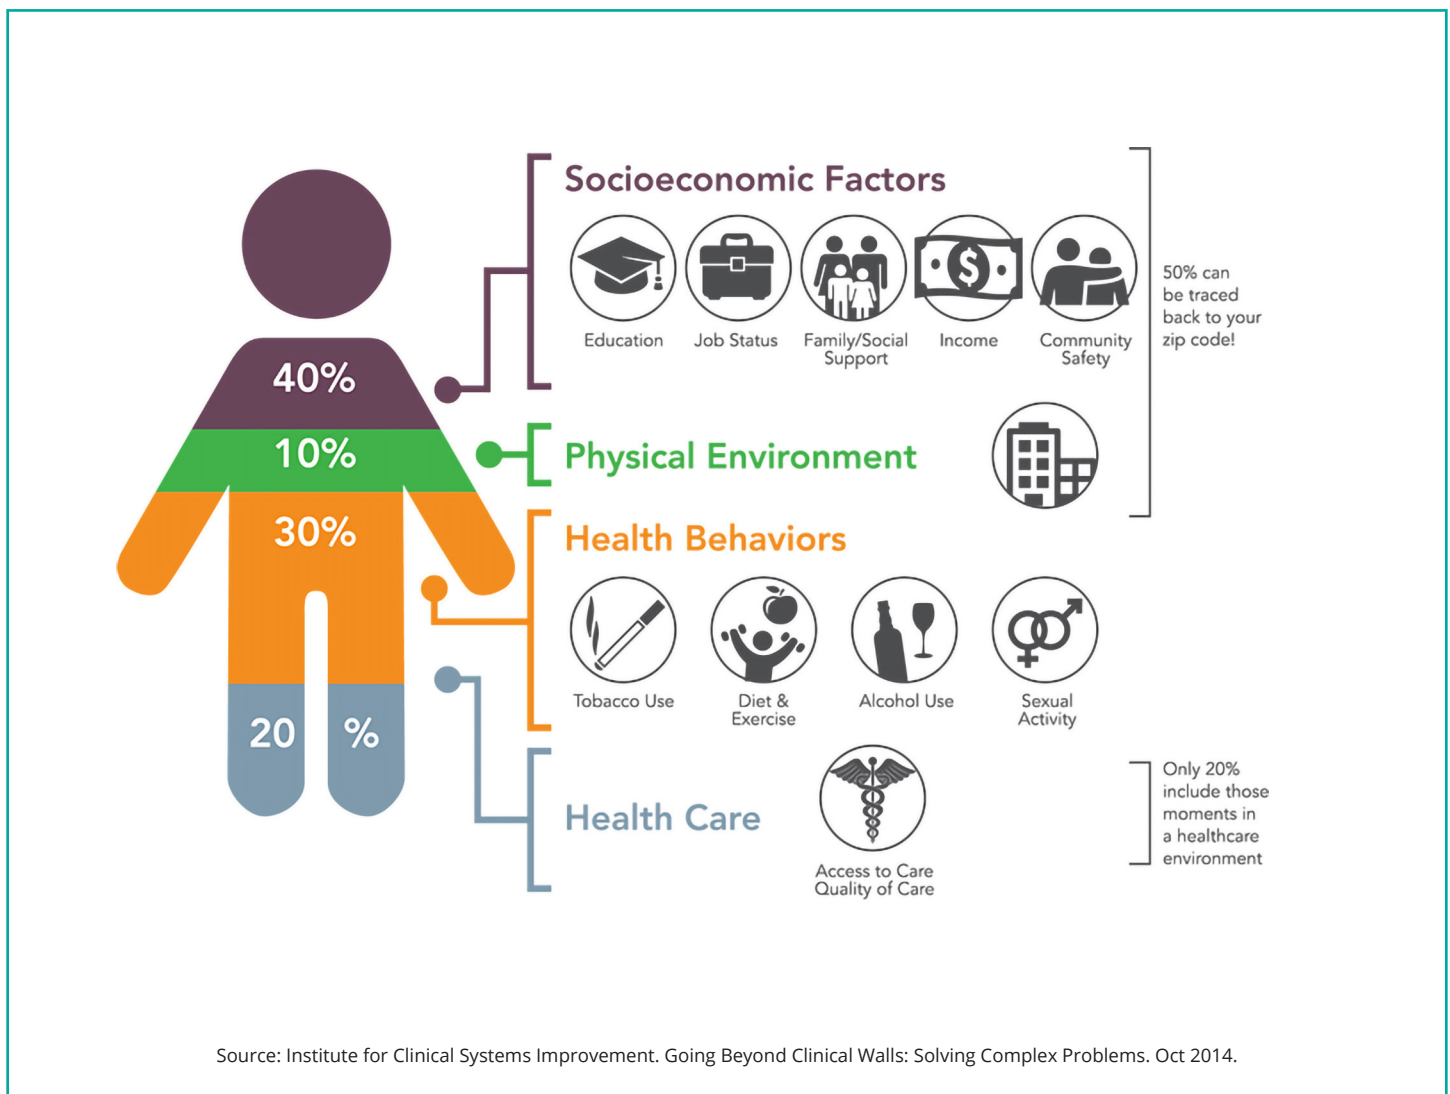 Socioeconomic Factors
Education
Job Status
Family/Social
Support
Income
Community
Safety
50% can
be traced
back to your
zip code!
40%
10%
Physical Environment
30%
Health Behaviors
Tobacco Use
Diet &
Exercise
Alcohol Use
Sexual
Activity
20 %
Health Care
Access to Care
Quality of Care
Only 20%
include those
moments in
a healthcare
environment
Source: Institute for Clinical Systems Improvement. Going Beyond Clinical Walls: Solving Complex Problems. Oct 2014.